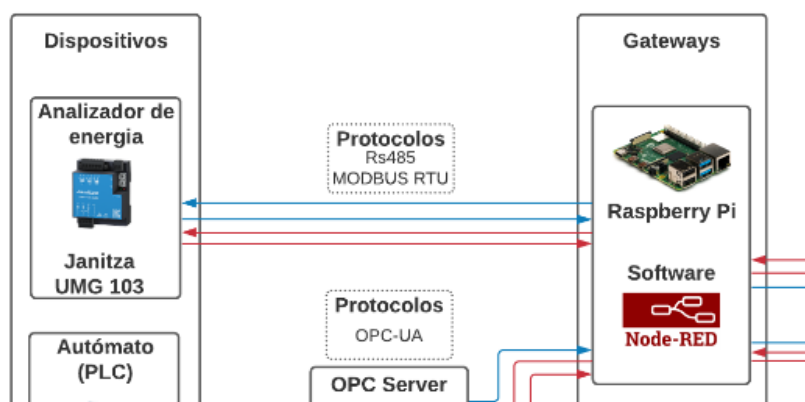 Dispositivos
Analizador de
energia
Janitza
UMG 103
Autómato
(PLC)
Protocolos
Rs485
MODBUS RTU
Protocolos
OPC-UA
OPC Server
Gateways
Raspberry Pi
Software
Node-RED